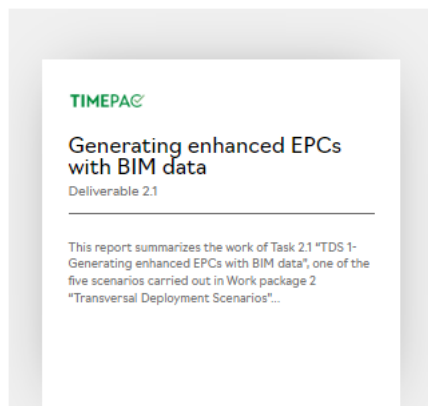 TIMEPAC
Generating enhanced EPCs
with BIM data
Deliverable 2.1
This report summarizes the work of Task 2.1 "TDS 1-
Generating enhanced EPCs with BIM data", one of the
five scenarios carried out in Work package 2
"Transversal Deployment Scenarios"...